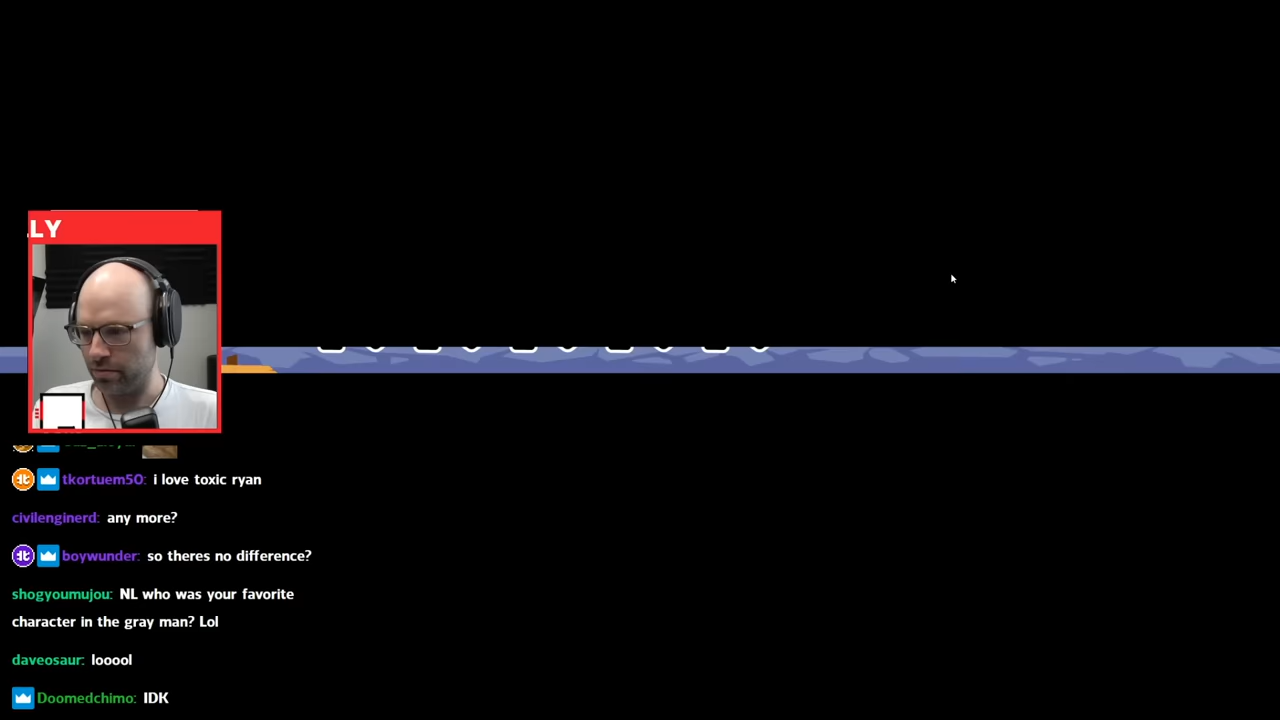 LY
tkortuem50: i love toxic ryan
civilenginerd: any more?
boywunder: so theres no difference?
shogyoumujou: NL who was your favorite
character in the gray man? Lol
daveosaur: looool
Doomedchimo: IDK